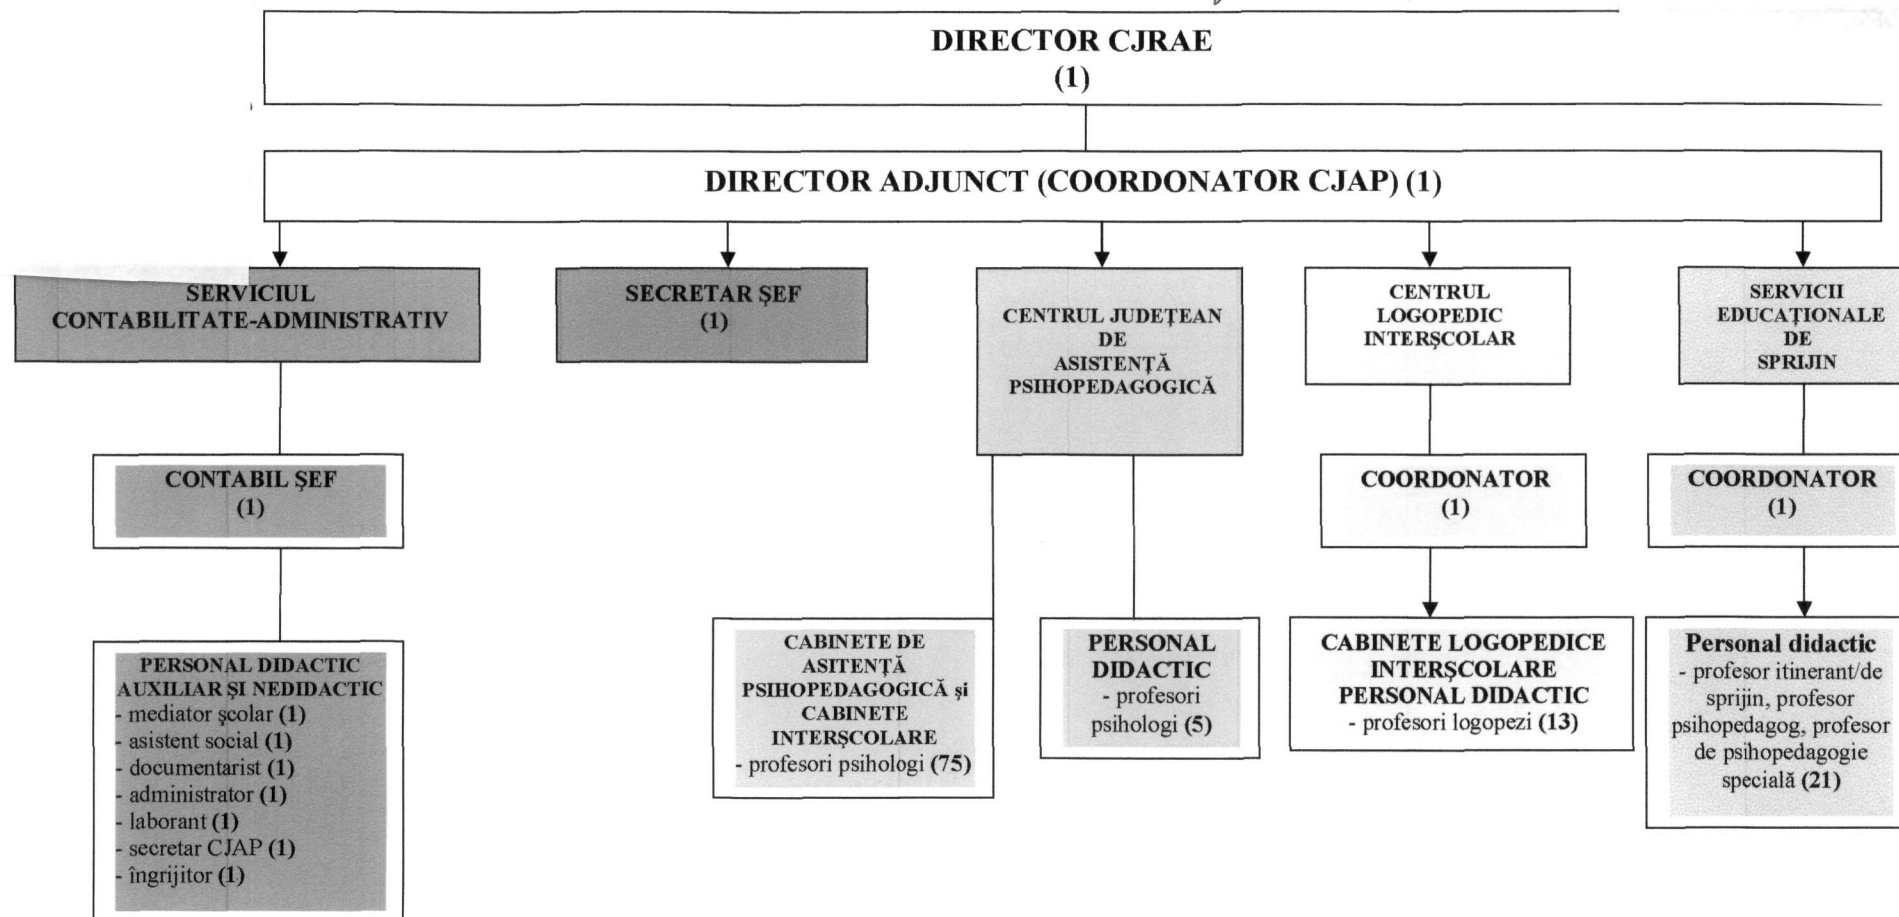 DIRECTOR CJRAE
(1)
DIRECTOR ADJUNCT (COORDONATOR CJAP) (1)
SERVICIUL
CONTABILITATE-ADMINISTRATIV
SECRETAR ŞEF
(1)
CENTRUL JUDEŢEAN
DE
ASISTENŢĂ
PSIHOPEDAGOGICĂ
CENTRUL
LOGOPEDIC
INTERŞCOLAR
SERVICII
EDUCAŢIONALE
DE
SPRIJIN
CONTABIL ŞEF
(1)
COORDONATOR
(1)
COORDONATOR
(1)
PERSONAL DIDACTIC
AUXILIAR ŞI NEDIDACTIC
- mediator şcolar (1)
- asistent social (1)
- documentarist (1)
- administrator (1)
- laborant (1)
- secretar CJAP (1)
- îngrijitor (1)
CABINETE DE
ASITENŢĂ
PSIHOPEDAGOGICĂ şi
CABINETE
INTERŞCOLARE
- profesori psihologi (75)
PERSONAL
DIDACTIC
- profesori
psihologi (5)
CABINETE LOGOPEDICE
INTERŞCOLARE
PERSONAL DIDACTIC
- profesori logopezi (13)
Personal didactic
- profesor itinerant/de
sprijin, profesor
psihopedagog, profesor
de psihopedagogie
specială (21)